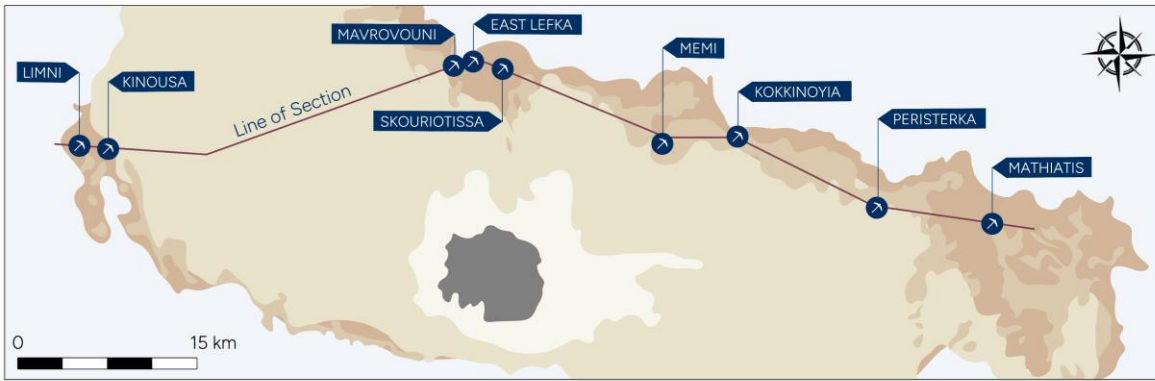 EAST LEFKA
MAVROVOUNI
MEMI
LIMNI
KINOUSA
KOKKINOYIA
Line of Section
SKOURIOTISSA
PERISTERKA
MATHIATIS
0 15 km